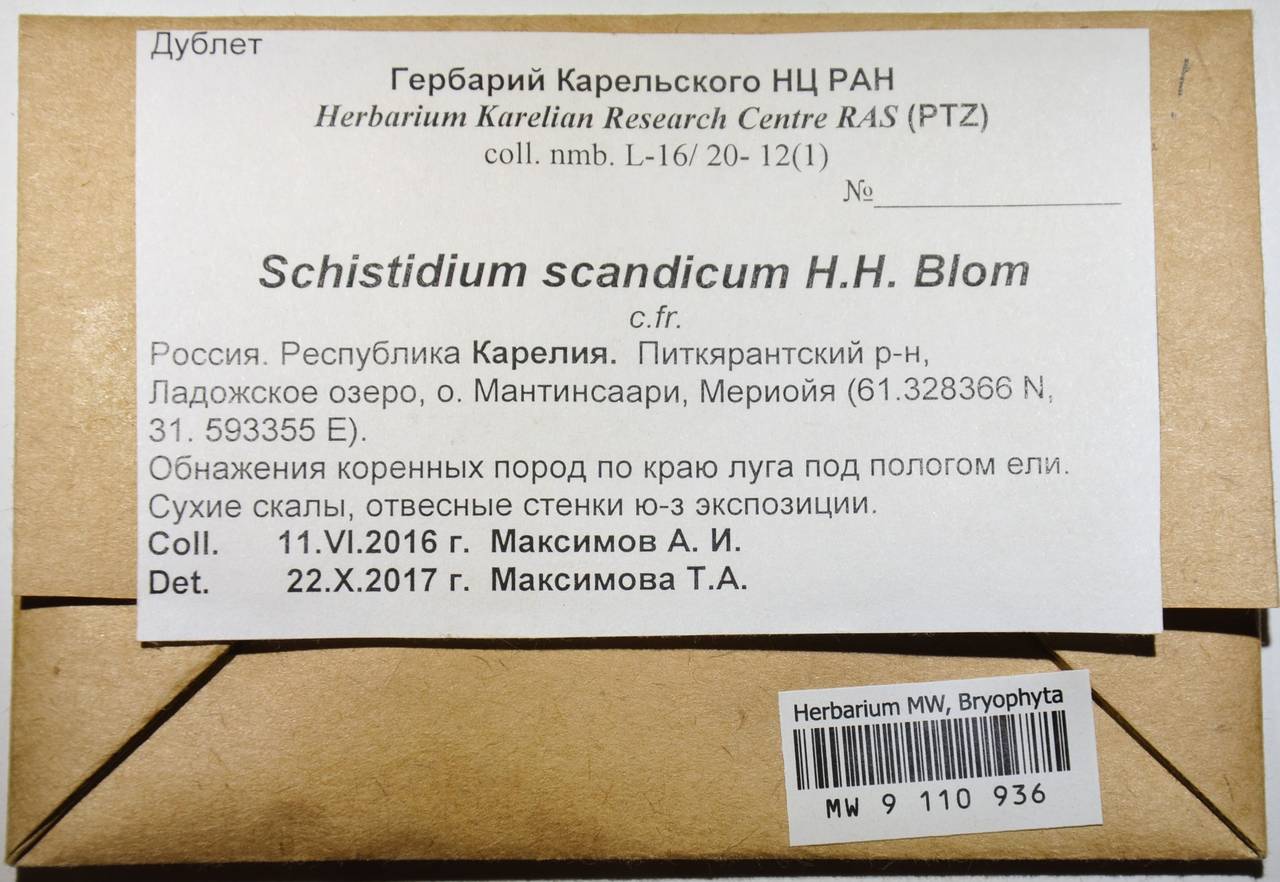 Дублет
Гербарий Карельского НЦ РАН
Herbarium Karelian Research Centre RAS (PTZ)
coll. nmb. L-16/ 20- 12(1)
№
Schistidium scandicum H.H. Blom
c.fr.
Россия. Республика Карелия. Питкярантский р-н,
Ладожское озеро, о. Мантинсаари, Мериойя (61.328366 N,
31. 593355 E).
Обнажения коренных пород по краю луга под пологом ели.
Сухие скалы, отвесные стенки ю-з экспозиции.
Coll. 11.VI.2016 г. Максимов А. И.
Det. 22.X.2017 г. Максимова Т.А.
Herbarium MW, Bryophyta
MW 9 110 936